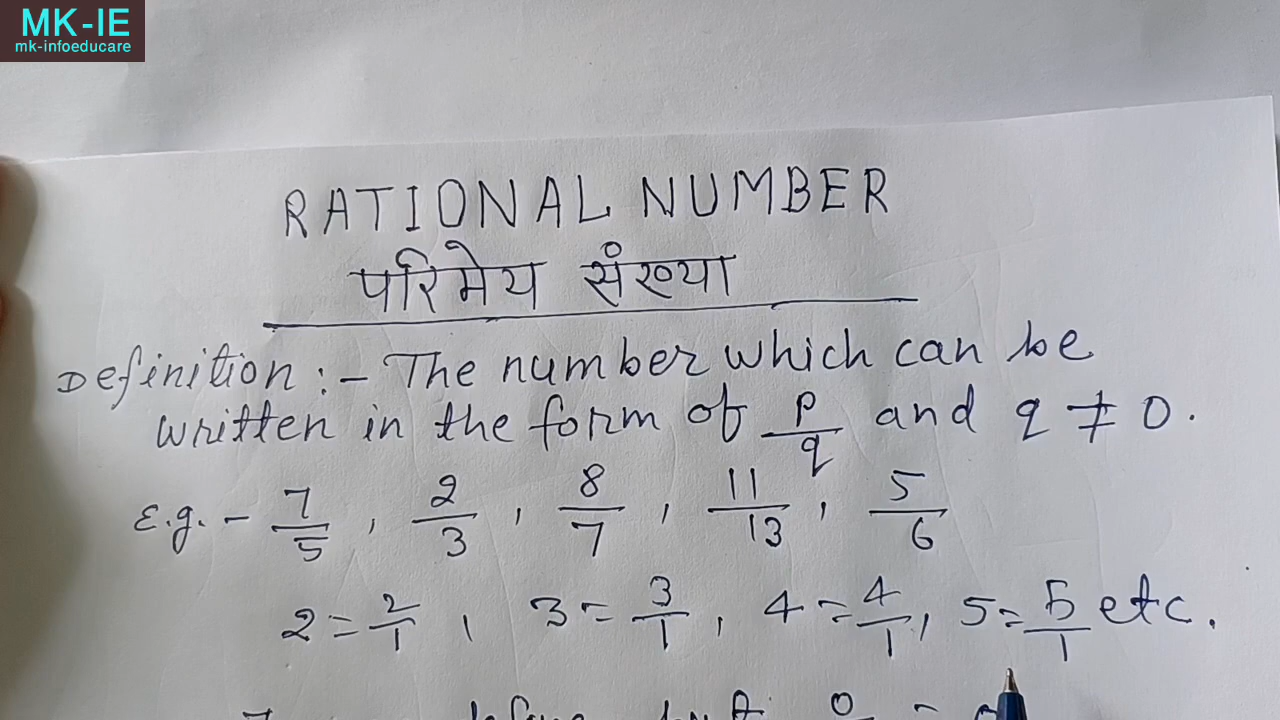 MK-IE
mk-infoeducare
RATIONAL NUMBER
परिमेय संख्या
Definition :- The number which can be
written in the form of p/q and q ≠ 0.
E.g. - 7/5, 2/3, 8/7, 11/13, 5/6
2 = 2/1, 3 = 3/1, 4 = 4/1, 5 = 5/1 etc.